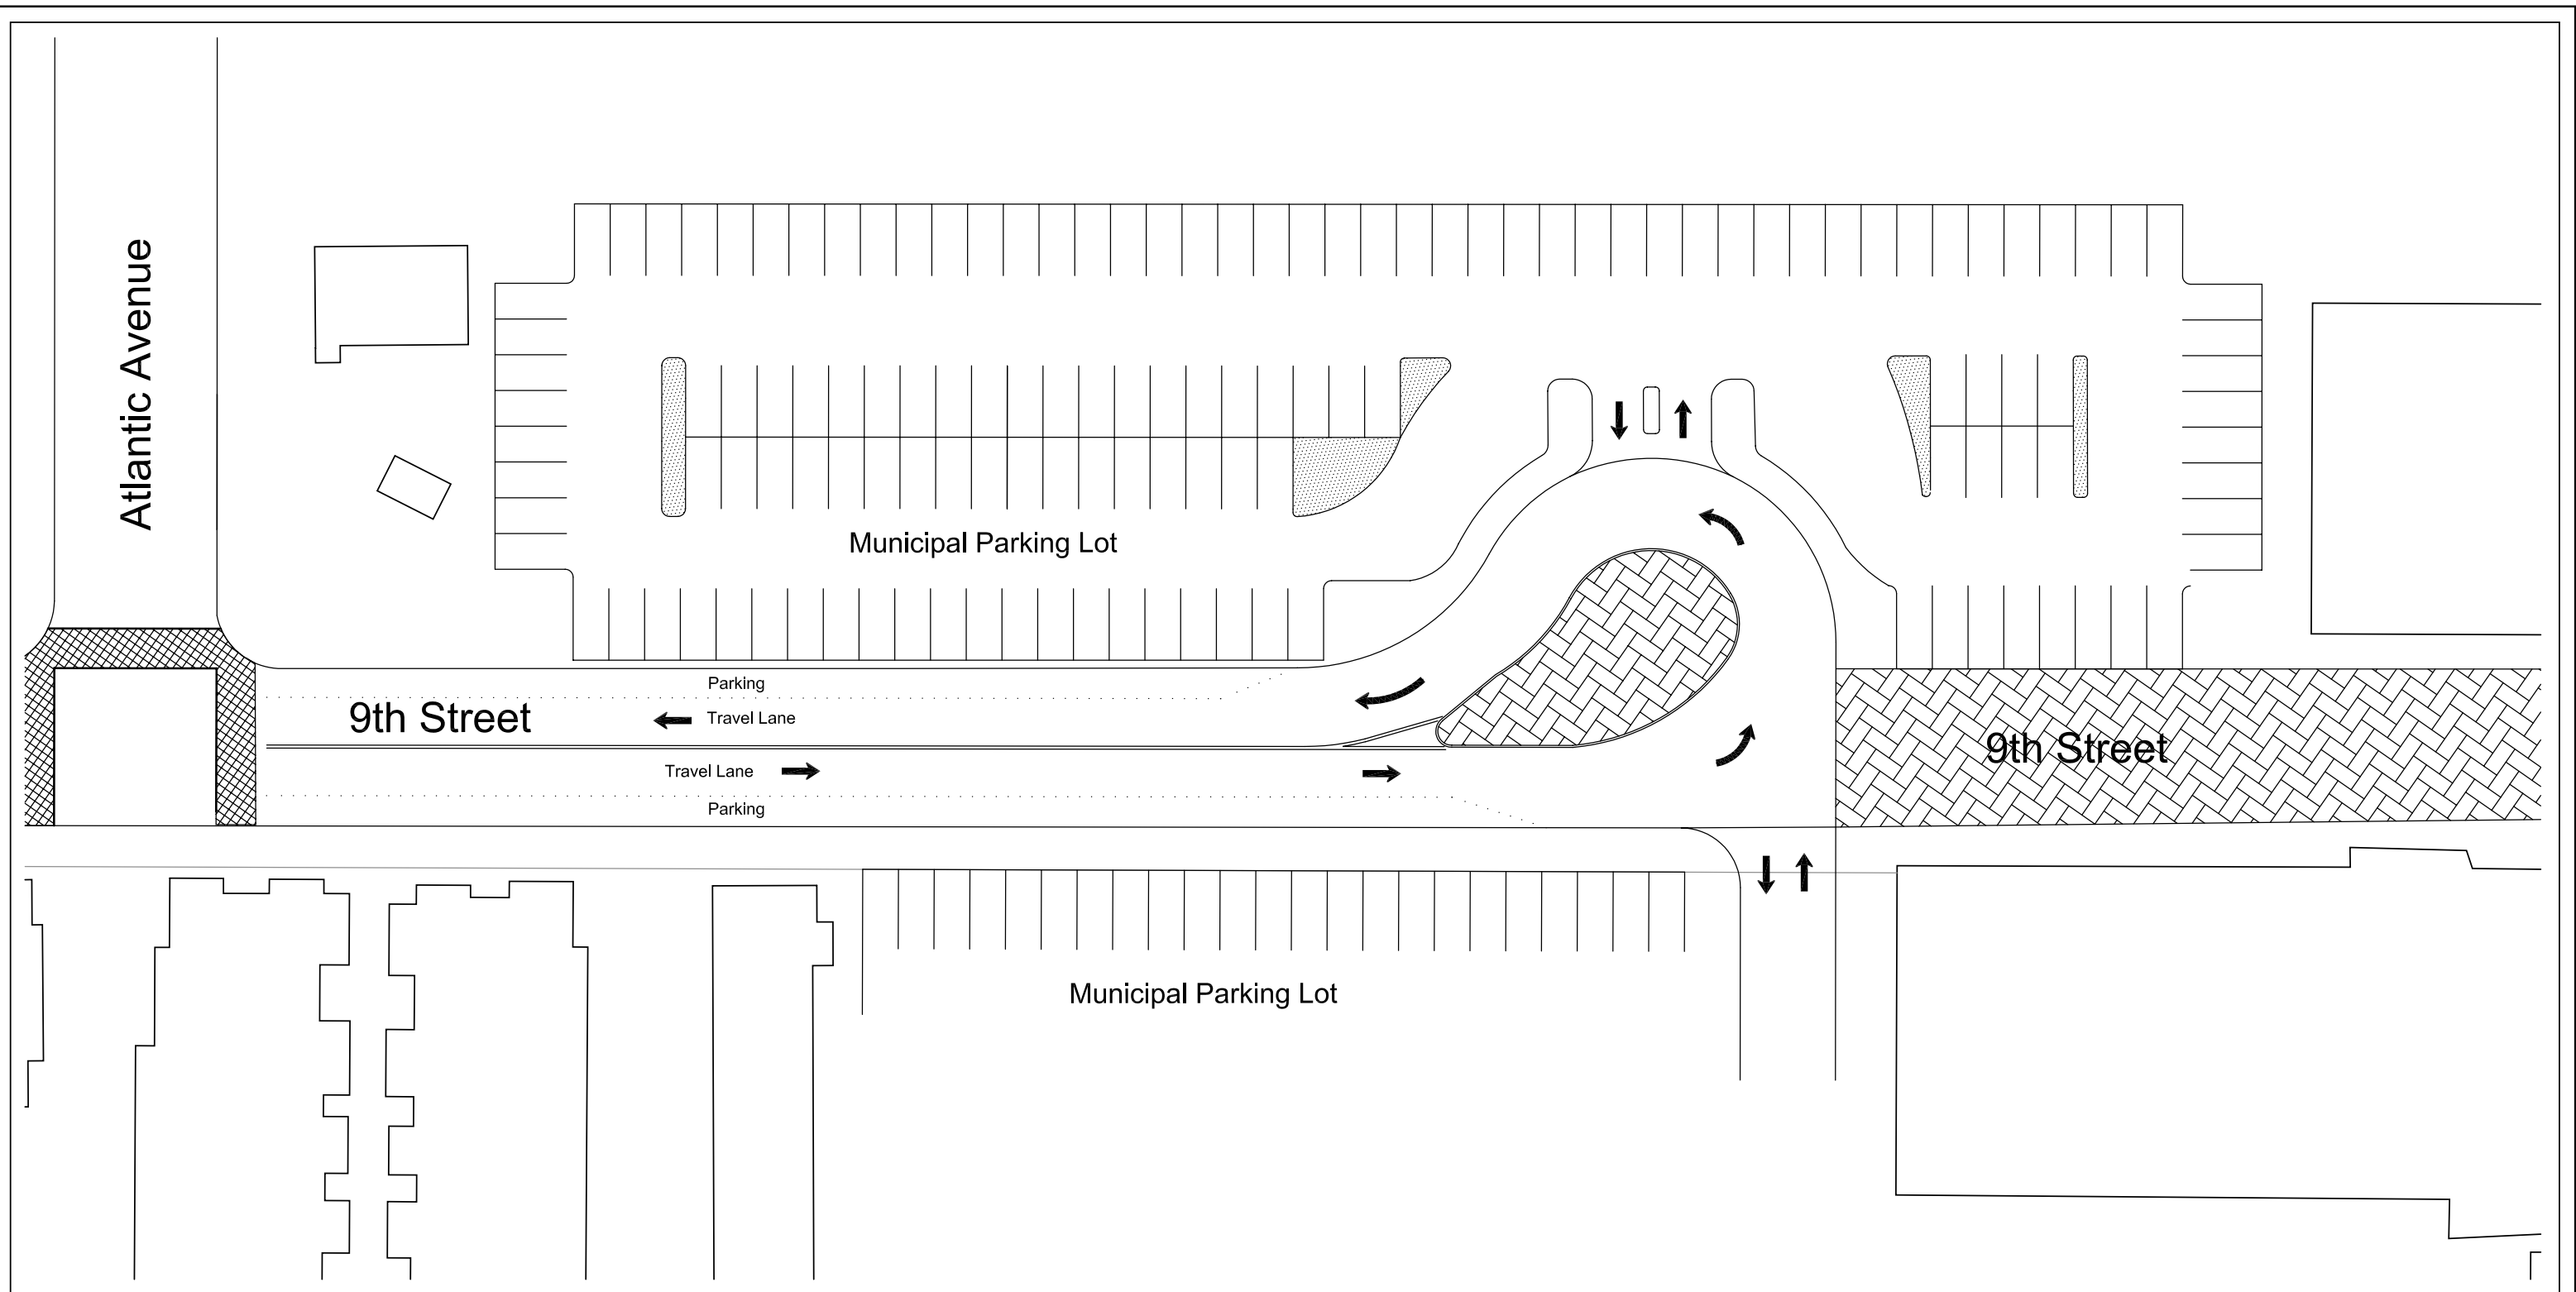 Atlantic Avenue
Municipal Parking Lot
Parking
9th Street
Travel Lane
9th Street
Travel Lane
Parking
Municipal Parking Lot